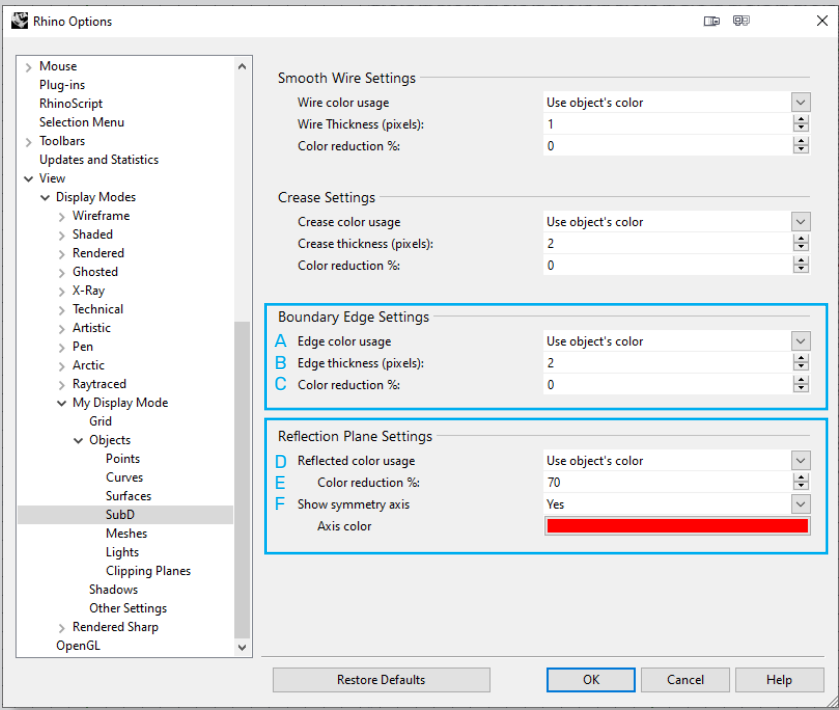 Rhino Options
Mouse
Plug-ins
RhinoScript
Selection Menu
Toolbars
Updates and Statistics
View
Display Modes
Wireframe
Shaded
Rendered
Ghosted
X-Ray
Technical
Artistic
Pen
Arctic
Raytraced
My Display Mode
Grid
Objects
Points
Curves
Surfaces
SubD
Meshes
Lights
Clipping Planes
Shadows
Other Settings
Rendered Sharp
OpenGL
Smooth Wire Settings
Wire color usage Use object's color
Wire Thickness (pixels): 1
Color reduction %: 0
Crease Settings
Crease color usage Use object's color
Crease thickness (pixels): 2
Color reduction %: 0
Boundary Edge Settings
A Edge color usage Use object's color
B Edge thickness (pixels): 2
C Color reduction %: 0
Reflection Plane Settings
D Reflected color usage Use object's color
E Color reduction %: 70
F Show symmetry axis Yes
Axis color
Restore Defaults OK Cancel Help